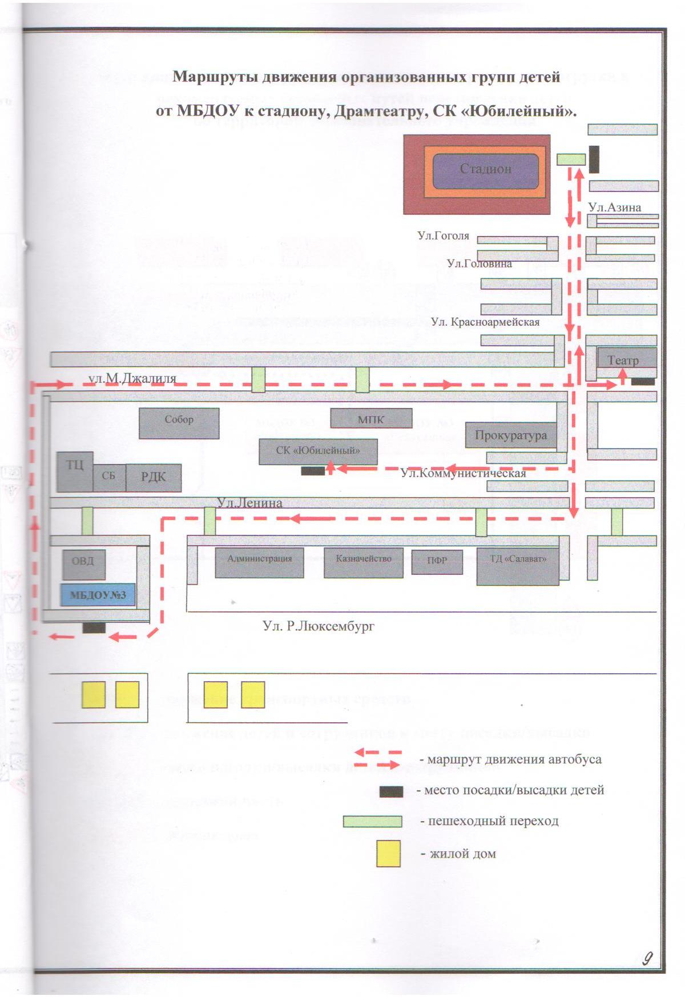 Маршруты движения организованных групп детей
от МБДОУ к стадиону, Драмтеатру, СК «Юбилейный».
Стадион
Ул.Азина
Ул.Гоголя
Ул.Головина
Ул. Красноармейская
Театр
ул.М.Джалиля
Собор
МПК
Прокуратура
СК «Юбилейный»
ТЦ
СБ
РДК
Ул.Коммунистическая
Ул.Ленина
ОВД
Администрация
Казначейство
ПФР
ТД «Салават»
МБДОУ№3
Ул. Р.Люксембург
- маршрут движения автобуса
- место посадки/высадки детей
- пешеходный переход
- жилой дом
9